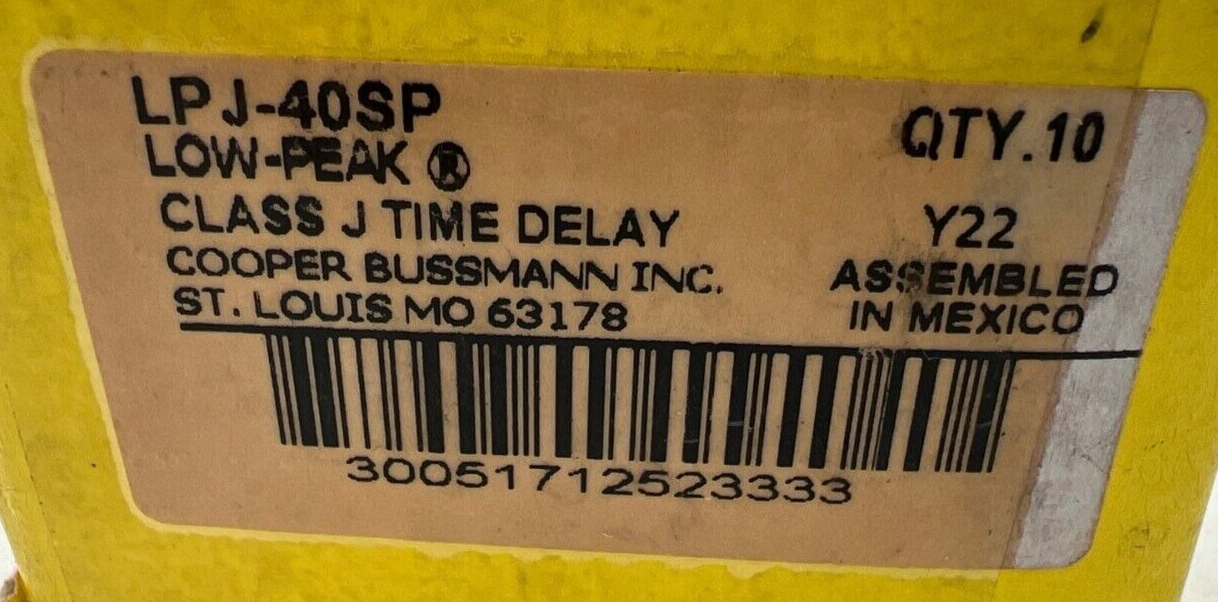 LPJ-40SP
QTY.10
LOW-PEAK ®
CLASS J TIME DELAY
Y22
COOPER BUSSMANN INC.
ASSEMBLED
ST. LOUIS MO 63178
IN MEXICO
30051712523333